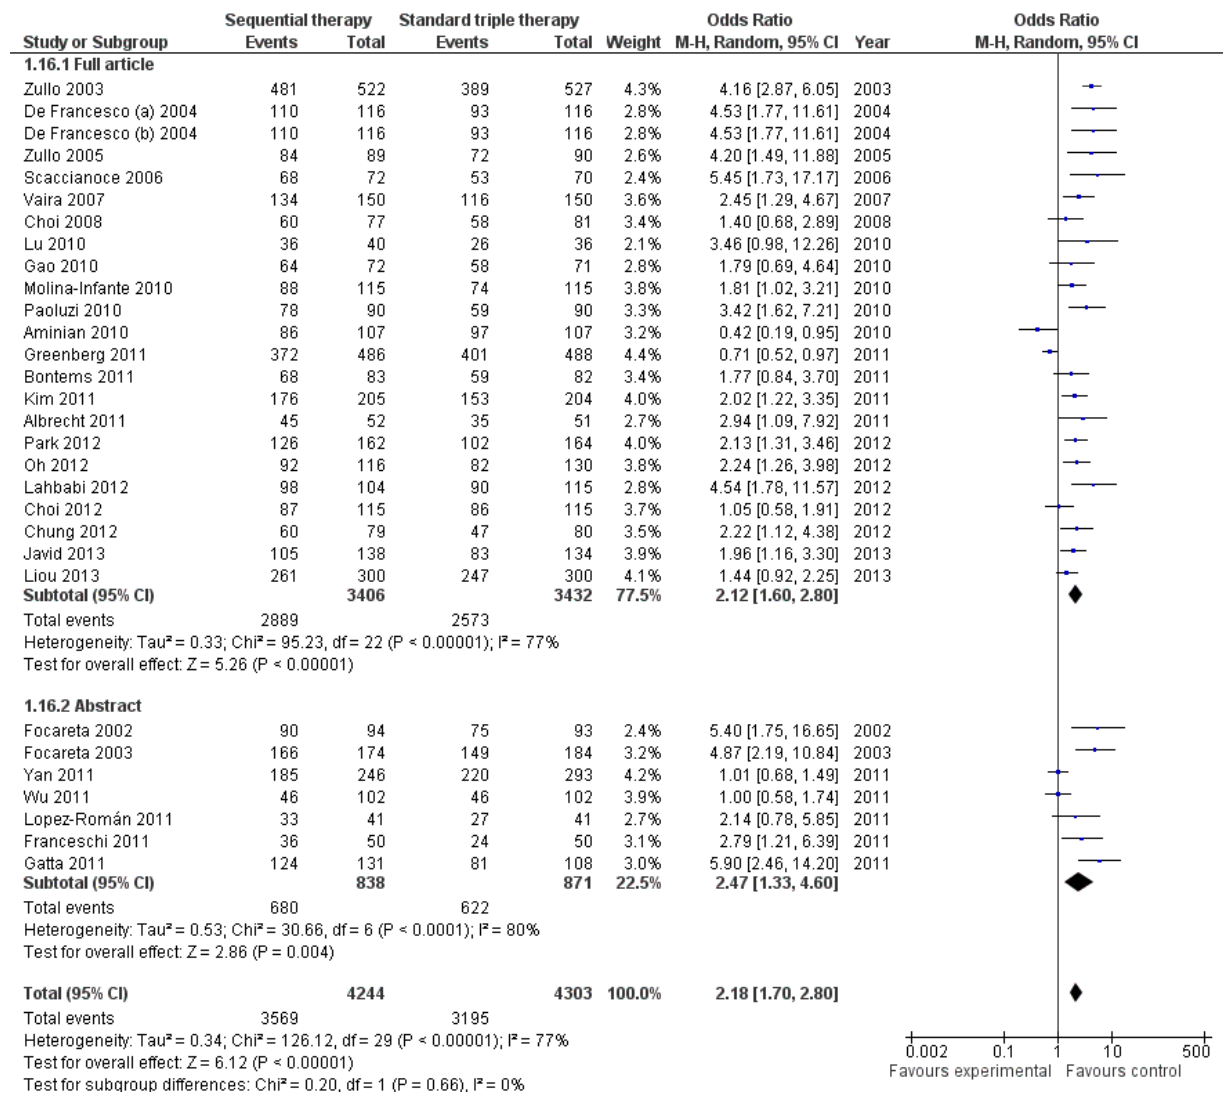 Sequential therapy Standard triple therapy Odds Ratio Odds Ratio
Study or Subgroup Events Total Events Total Weight M-H, Random, 95% CI Year M-H, Random, 95% CI
1.16.1 Full article
Zullo 2003 481 522 389 527 4.3% 4.16 [2.87, 6.05] 2003
De Francesco (a) 2004 110 116 93 116 2.8% 4.53 [1.77, 11.61] 2004
De Francesco (b) 2004 110 116 93 116 2.8% 4.53 [1.77, 11.61] 2004
Zullo 2005 84 89 72 90 2.6% 4.20 [1.49, 11.88] 2005
Scaccianoce 2006 68 72 53 70 2.4% 5.45 [1.73, 17.17] 2006
Vaira 2007 134 150 116 150 3.6% 2.45 [1.29, 4.67] 2007
Choi 2008 60 77 58 81 3.4% 1.40 [0.68, 2.89] 2008
Lu 2010 36 40 26 36 2.1% 3.46 [0.98, 12.26] 2010
Gao 2010 64 72 58 71 2.8% 1.79 [0.69, 4.64] 2010
Molina-Infante 2010 88 115 74 115 3.8% 1.81 [1.02, 3.21] 2010
Paoluzi 2010 78 90 59 90 3.3% 3.42 [1.62, 7.21] 2010
Aminian 2010 86 107 97 107 3.2% 0.42 [0.19, 0.95] 2010
Greenberg 2011 372 486 401 488 4.4% 0.71 [0.52, 0.97] 2011
Bontems 2011 68 83 59 82 3.4% 1.77 [0.84, 3.70] 2011
Kim 2011 176 205 153 204 4.0% 2.02 [1.22, 3.35] 2011
Albrecht 2011 45 52 35 51 2.7% 2.94 [1.09, 7.92] 2011
Park 2012 126 162 102 164 4.0% 2.13 [1.31, 3.46] 2012
Oh 2012 92 116 82 130 3.8% 2.24 [1.26, 3.98] 2012
Lahbabi 2012 98 104 90 115 2.8% 4.54 [1.78, 11.57] 2012
Choi 2012 87 115 86 115 3.7% 1.05 [0.58, 1.91] 2012
Chung 2012 60 79 47 80 3.5% 2.22 [1.12, 4.38] 2012
Javid 2013 105 138 83 134 3.9% 1.96 [1.16, 3.30] 2013
Liou 2013 261 300 247 300 4.1% 1.44 [0.92, 2.25] 2013
Subtotal (95% CI) 3406 3432 77.5% 2.12 [1.60, 2.80]
Total events 2889 2573
Heterogeneity: Tau² = 0.33; Chi² = 95.23, df = 22 (P < 0.00001); I² = 77%
Test for overall effect: Z = 5.26 (P < 0.00001)
1.16.2 Abstract
Focareta 2002 90 94 75 93 2.4% 5.40 [1.75, 16.65] 2002
Focareta 2003 166 174 149 184 3.2% 4.87 [2.19, 10.84] 2003
Yan 2011 185 246 220 293 4.2% 1.01 [0.68, 1.49] 2011
Wu 2011 46 102 46 102 3.9% 1.00 [0.58, 1.74] 2011
Lopez-Román 2011 33 41 27 41 2.7% 2.14 [0.78, 5.85] 2011
Franceschi 2011 36 50 24 50 3.1% 2.79 [1.21, 6.39] 2011
Gatta 2011 124 131 81 108 3.0% 5.90 [2.46, 14.20] 2011
Subtotal (95% CI) 838 871 22.5% 2.47 [1.33, 4.60]
Total events 680 622
Heterogeneity: Tau² = 0.53; Chi² = 30.66, df = 6 (P < 0.0001); I² = 80%
Test for overall effect: Z = 2.86 (P = 0.004)
Total (95% CI) 4244 4303 100.0% 2.18 [1.70, 2.80]
Total events 3569 3195
Heterogeneity: Tau² = 0.34; Chi² = 126.12, df = 29 (P < 0.00001); I² = 77%
Test for overall effect: Z = 6.12 (P < 0.00001)
Test for subgroup differences: Chi² = 0.20, df = 1 (P = 0.66), I² = 0%
0.002 0.1 1 10 500
Favours experimental Favours control